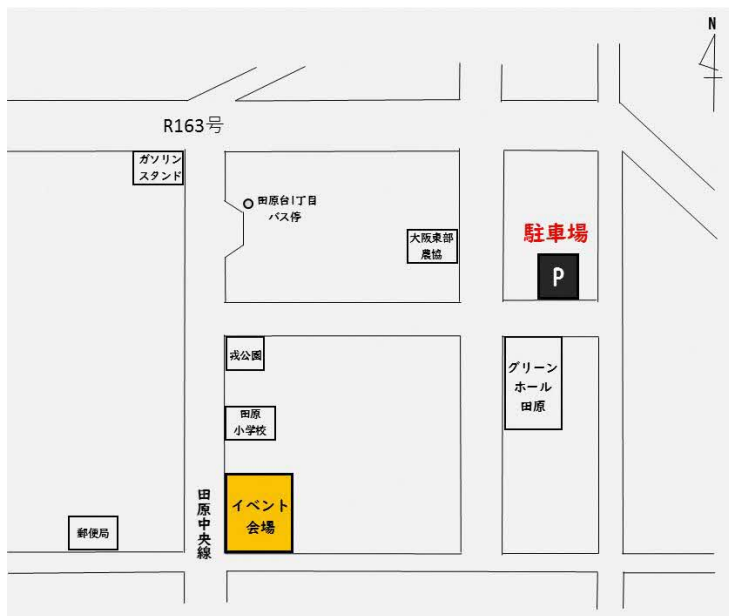 N
R163号
ガソリン
スタンド
田原台1丁目
バス停
大阪東部
農協
駐車場
P
戎公園
グリーン
ホール
田原
田原
小学校
イベント
会場
田原中央線
郵便局